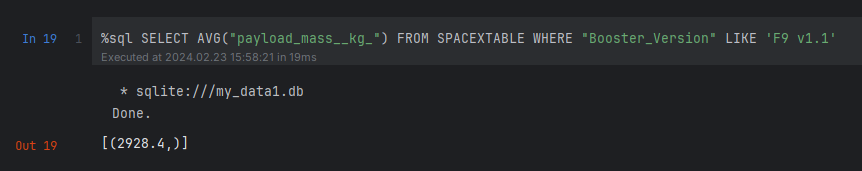 In 19 1 %sql SELECT AVG("payload_mass__kg_") FROM SPACEXTABLE WHERE "Booster_Version" LIKE 'F9 v1.1'
Executed at 2024.02.23 15:58:21 in 19ms
* sqlite:///my_data1.db
Done.
Out 19 [(2928.4,)]